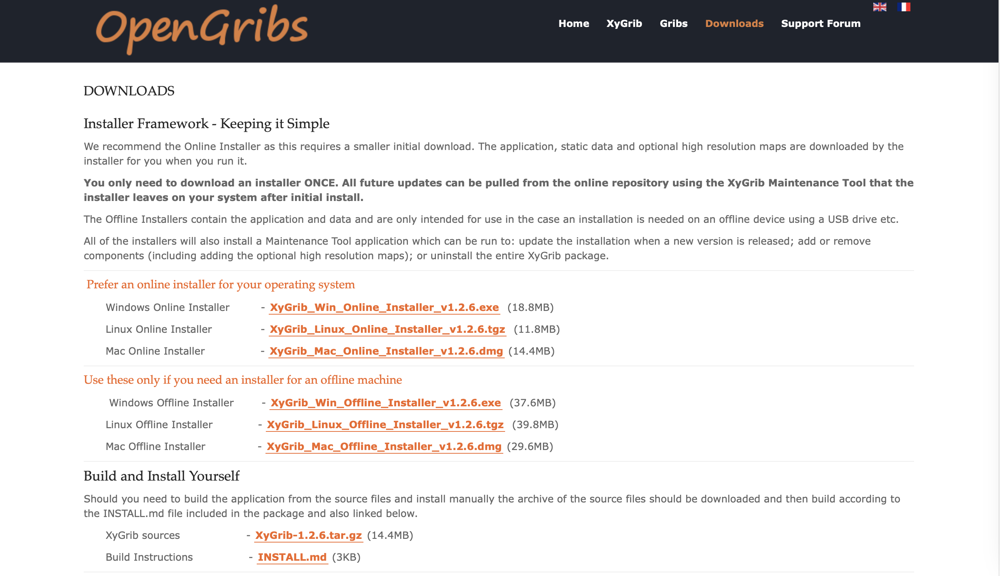 OpenGribs
Home XyGrib Gribs Downloads Support Forum
DOWNLOADS
Installer Framework - Keeping it Simple
We recommend the Online Installer as this requires a smaller initial download. The application, static data and optional high resolution maps are downloaded by the
installer for you when you run it.
You only need to download an installer ONCE. All future updates can be pulled from the online repository using the XyGrib Maintenance Tool that the
installer leaves on your system after initial install.
The Offline Installers contain the application and data and are only intended for use in the case an installation is needed on an offline device using a USB drive etc.
All of the installers will also install a Maintenance Tool application which can be run to: update the installation when a new version is released; add or remove
components (including adding the optional high resolution maps); or uninstall the entire XyGrib package.
Prefer an online installer for your operating system
Windows Online Installer - XyGrib_Win_Online_Installer_v1.2.6.exe (18.8MB)
Linux Online Installer - XyGrib_Linux_Online_Installer_v1.2.6.tgz (11.8MB)
Mac Online Installer - XyGrib_Mac_Online_Installer_v1.2.6.dmg (14.4MB)
Use these only if you need an installer for an offline machine
Windows Offline Installer - XyGrib_Win_Offline_Installer_v1.2.6.exe (37.6MB)
Linux Offline Installer - XyGrib_Linux_Offline_Installer_v1.2.6.tgz (39.8MB)
Mac Offline Installer - XyGrib_Mac_Offline_Installer_v1.2.6.dmg (29.6MB)
Build and Install Yourself
Should you need to build the application from the source files and install manually the archive of the source files should be downloaded and then build according to
the INSTALL.md file included in the package and also linked below.
XyGrib sources - XyGrib-1.2.6.tar.gz (14.4MB)
Build Instructions - INSTALL.md (3KB)